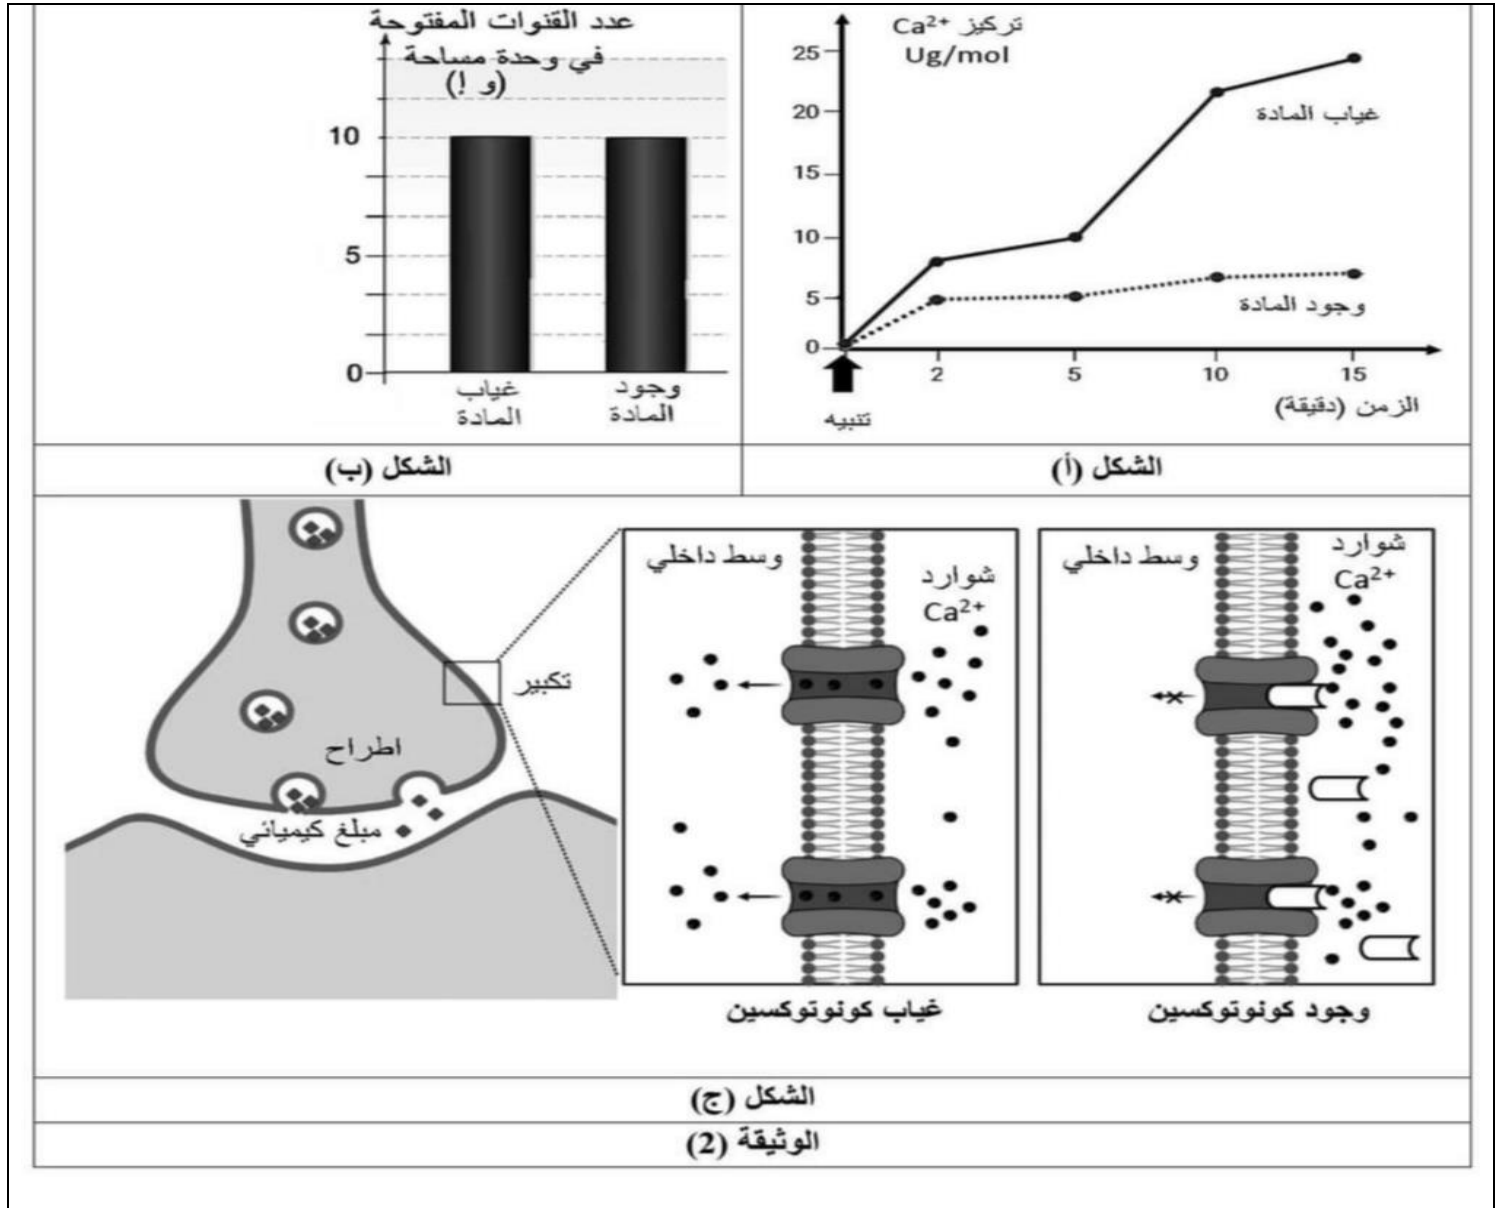 تركيز Ca²⁺
Ug/mol
25
20
15
10
5
0
غياب المادة
وجود المادة
2
5
10
15
الزمن (دقيقة)
تنبيه
الشكل (أ)
عدد القنوات المفتوحة
في وحدة مساحة
(و إ)
10
5
0
غياب
المادة
وجود
المادة
الشكل (ب)
شوارد
Ca²⁺
وسط داخلي
وجود كونوتوكسين
شوارد
Ca²⁺
وسط داخلي
غياب كونوتوكسين
تكبير
اطراح
مبلغ كيميائي
الشكل (ج)
الوثيقة (2)